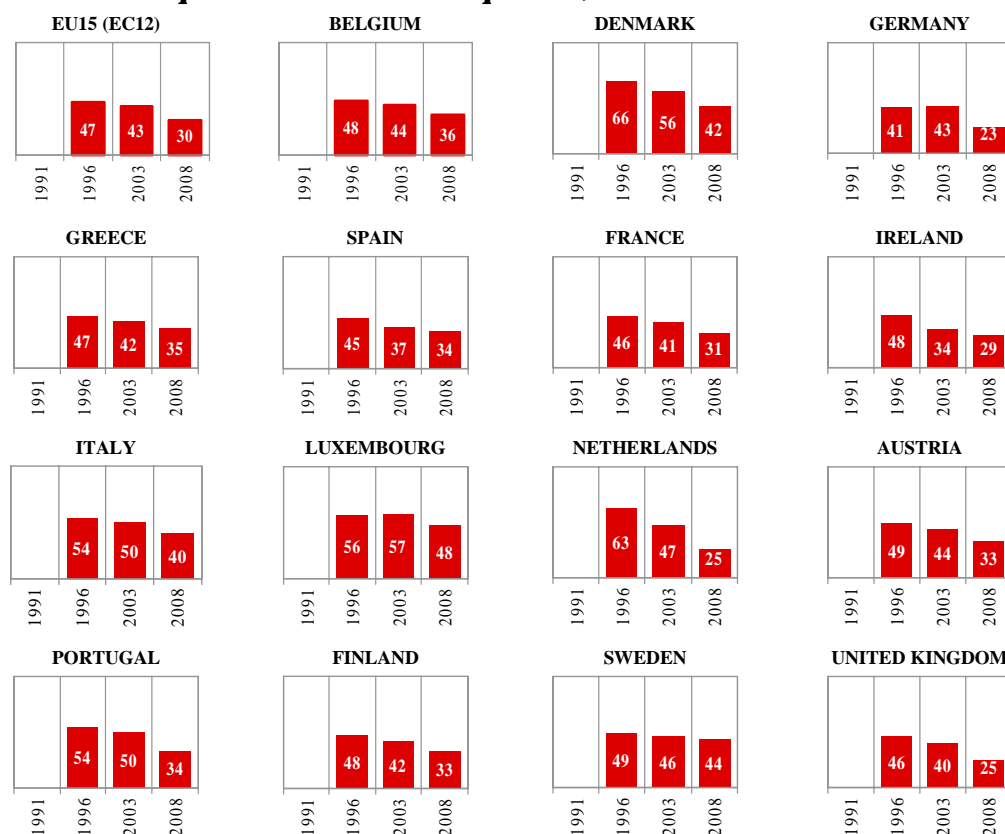 EU15 (EC12) BELGIUM DENMARK GERMANY
47 43 30 48 44 36 66 56 42 41 43 23
1991 1996 2003 2008 1991 1996 2003 2008 1991 1996 2003 2008 1991 1996 2003 2008
GREECE SPAIN FRANCE IRELAND
47 42 35 45 37 34 46 41 31 48 34 29
1991 1996 2003 2008 1991 1996 2003 2008 1991 1996 2003 2008 1991 1996 2003 2008
ITALY LUXEMBOURG NETHERLANDS AUSTRIA
54 50 40 56 57 48 63 47 25 49 44 33
1991 1996 2003 2008 1991 1996 2003 2008 1991 1996 2003 2008 1991 1996 2003 2008
PORTUGAL FINLAND SWEDEN UNITED KINGDOM
54 50 34 48 42 33 49 46 44 46 40 25
1991 1996 2003 2008 1991 1996 2003 2008 1991 1996 2003 2008 1991 1996 2003 2008